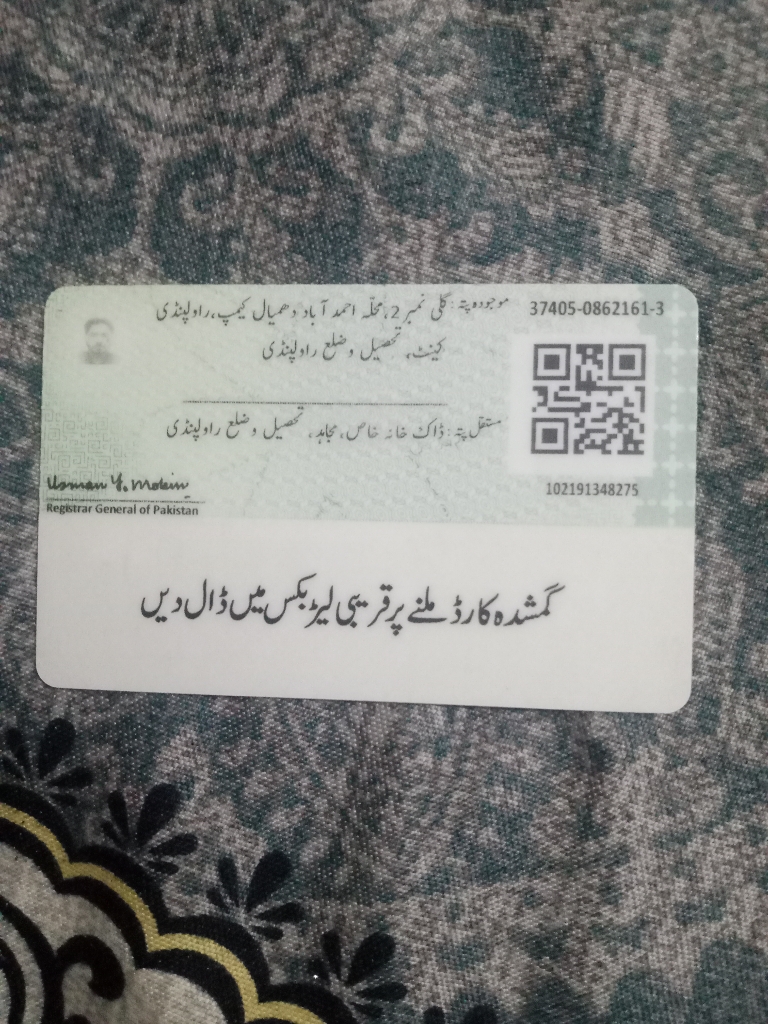 موجودہ پتہ: گلی نمبر 2، محلّہ احمد آباد دھمیال کیمپ، راولپنڈی
کینٹ، تحصیل و ضلع راولپنڈی
37405-0862161-3
مستقل پتہ: ڈاک خانہ خاص، مجاہد، تحصیل و ضلع راولپنڈی
102191348275
Usman Y. Mobin
Registrar General of Pakistan
گمشدہ کارڈ ملنے پر قریبی لیٹر بکس میں ڈال دیں